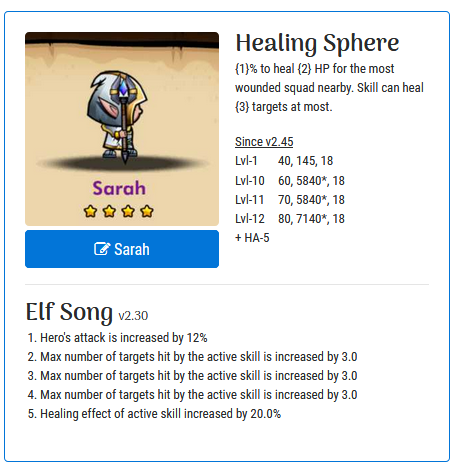 Healing Sphere
{1}% to heal {2} HP for the most
wounded squad nearby. Skill can heal
{3} targets at most.
Since v2.45
Lvl-1 40, 145, 18
Lvl-10 60, 5840*, 18
Lvl-11 70, 5840*, 18
Lvl-12 80, 7140*, 18
+ HA-5
Sarah
Sarah
Elf Song v2.30
1. Hero's attack is increased by 12%
2. Max number of targets hit by the active skill is increased by 3.0
3. Max number of targets hit by the active skill is increased by 3.0
4. Max number of targets hit by the active skill is increased by 3.0
5. Healing effect of active skill increased by 20.0%